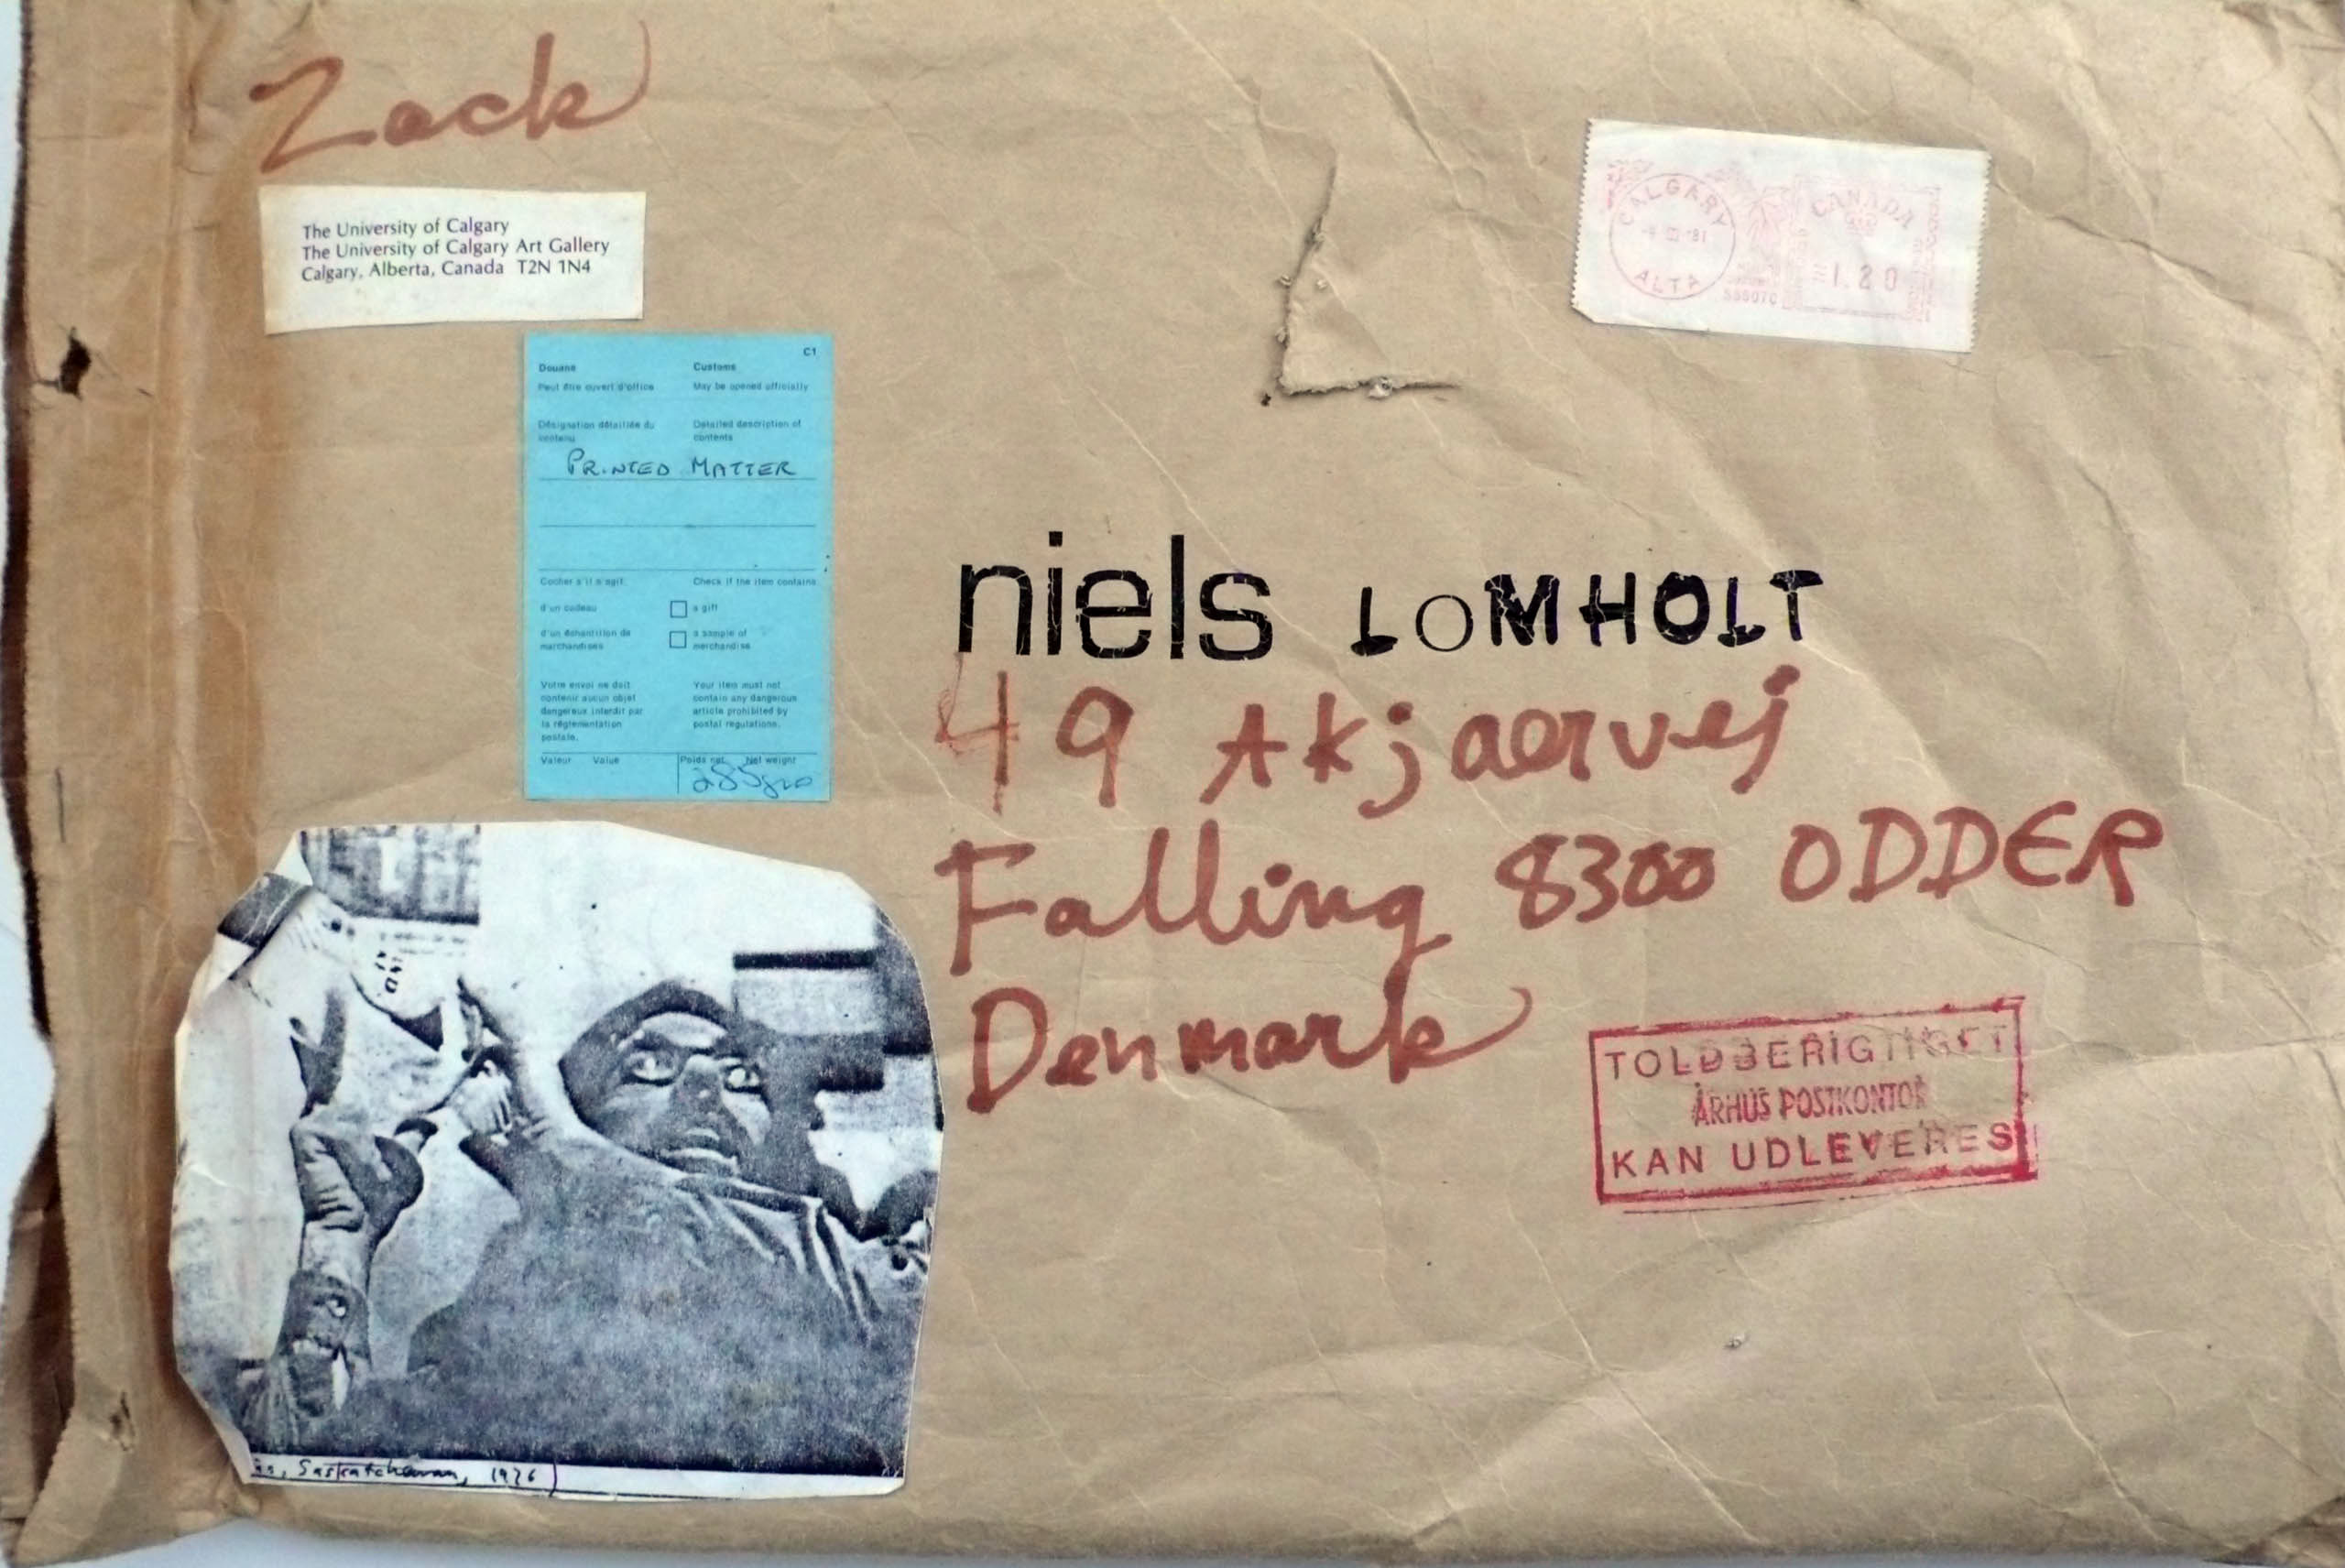 Zack
The University of Calgary
The University of Calgary Art Gallery
Calgary, Alberta, Canada T2N 1N4
CALGARY
ALTA
CANADA
1.20
C1
Douane Customs
Peut être ouvert d'office May be opened officially
Désignation détaillée du contenu
Detailed description of contents
PRINTED MATTER
Cocher s'il s'agit: Check if the item contains
d'un cadeau a gift
d'un échantillon de marchandises
a sample of merchandise
Votre envoi ne doit
contenir aucun objet
dangereux interdit par
la réglementation
postale.
Your item must not
contain any dangerous
article prohibited by
postal regulations.
Valeur Value Poids net Net weight
niels LOMHOLT
49 Akjaervej
Falling 8300 ODDER
Denmark
TOLDBERIGTIGET
ÅRHUS POSTKONTOR
KAN UDLEVERES
Saskatchewan, 1976)